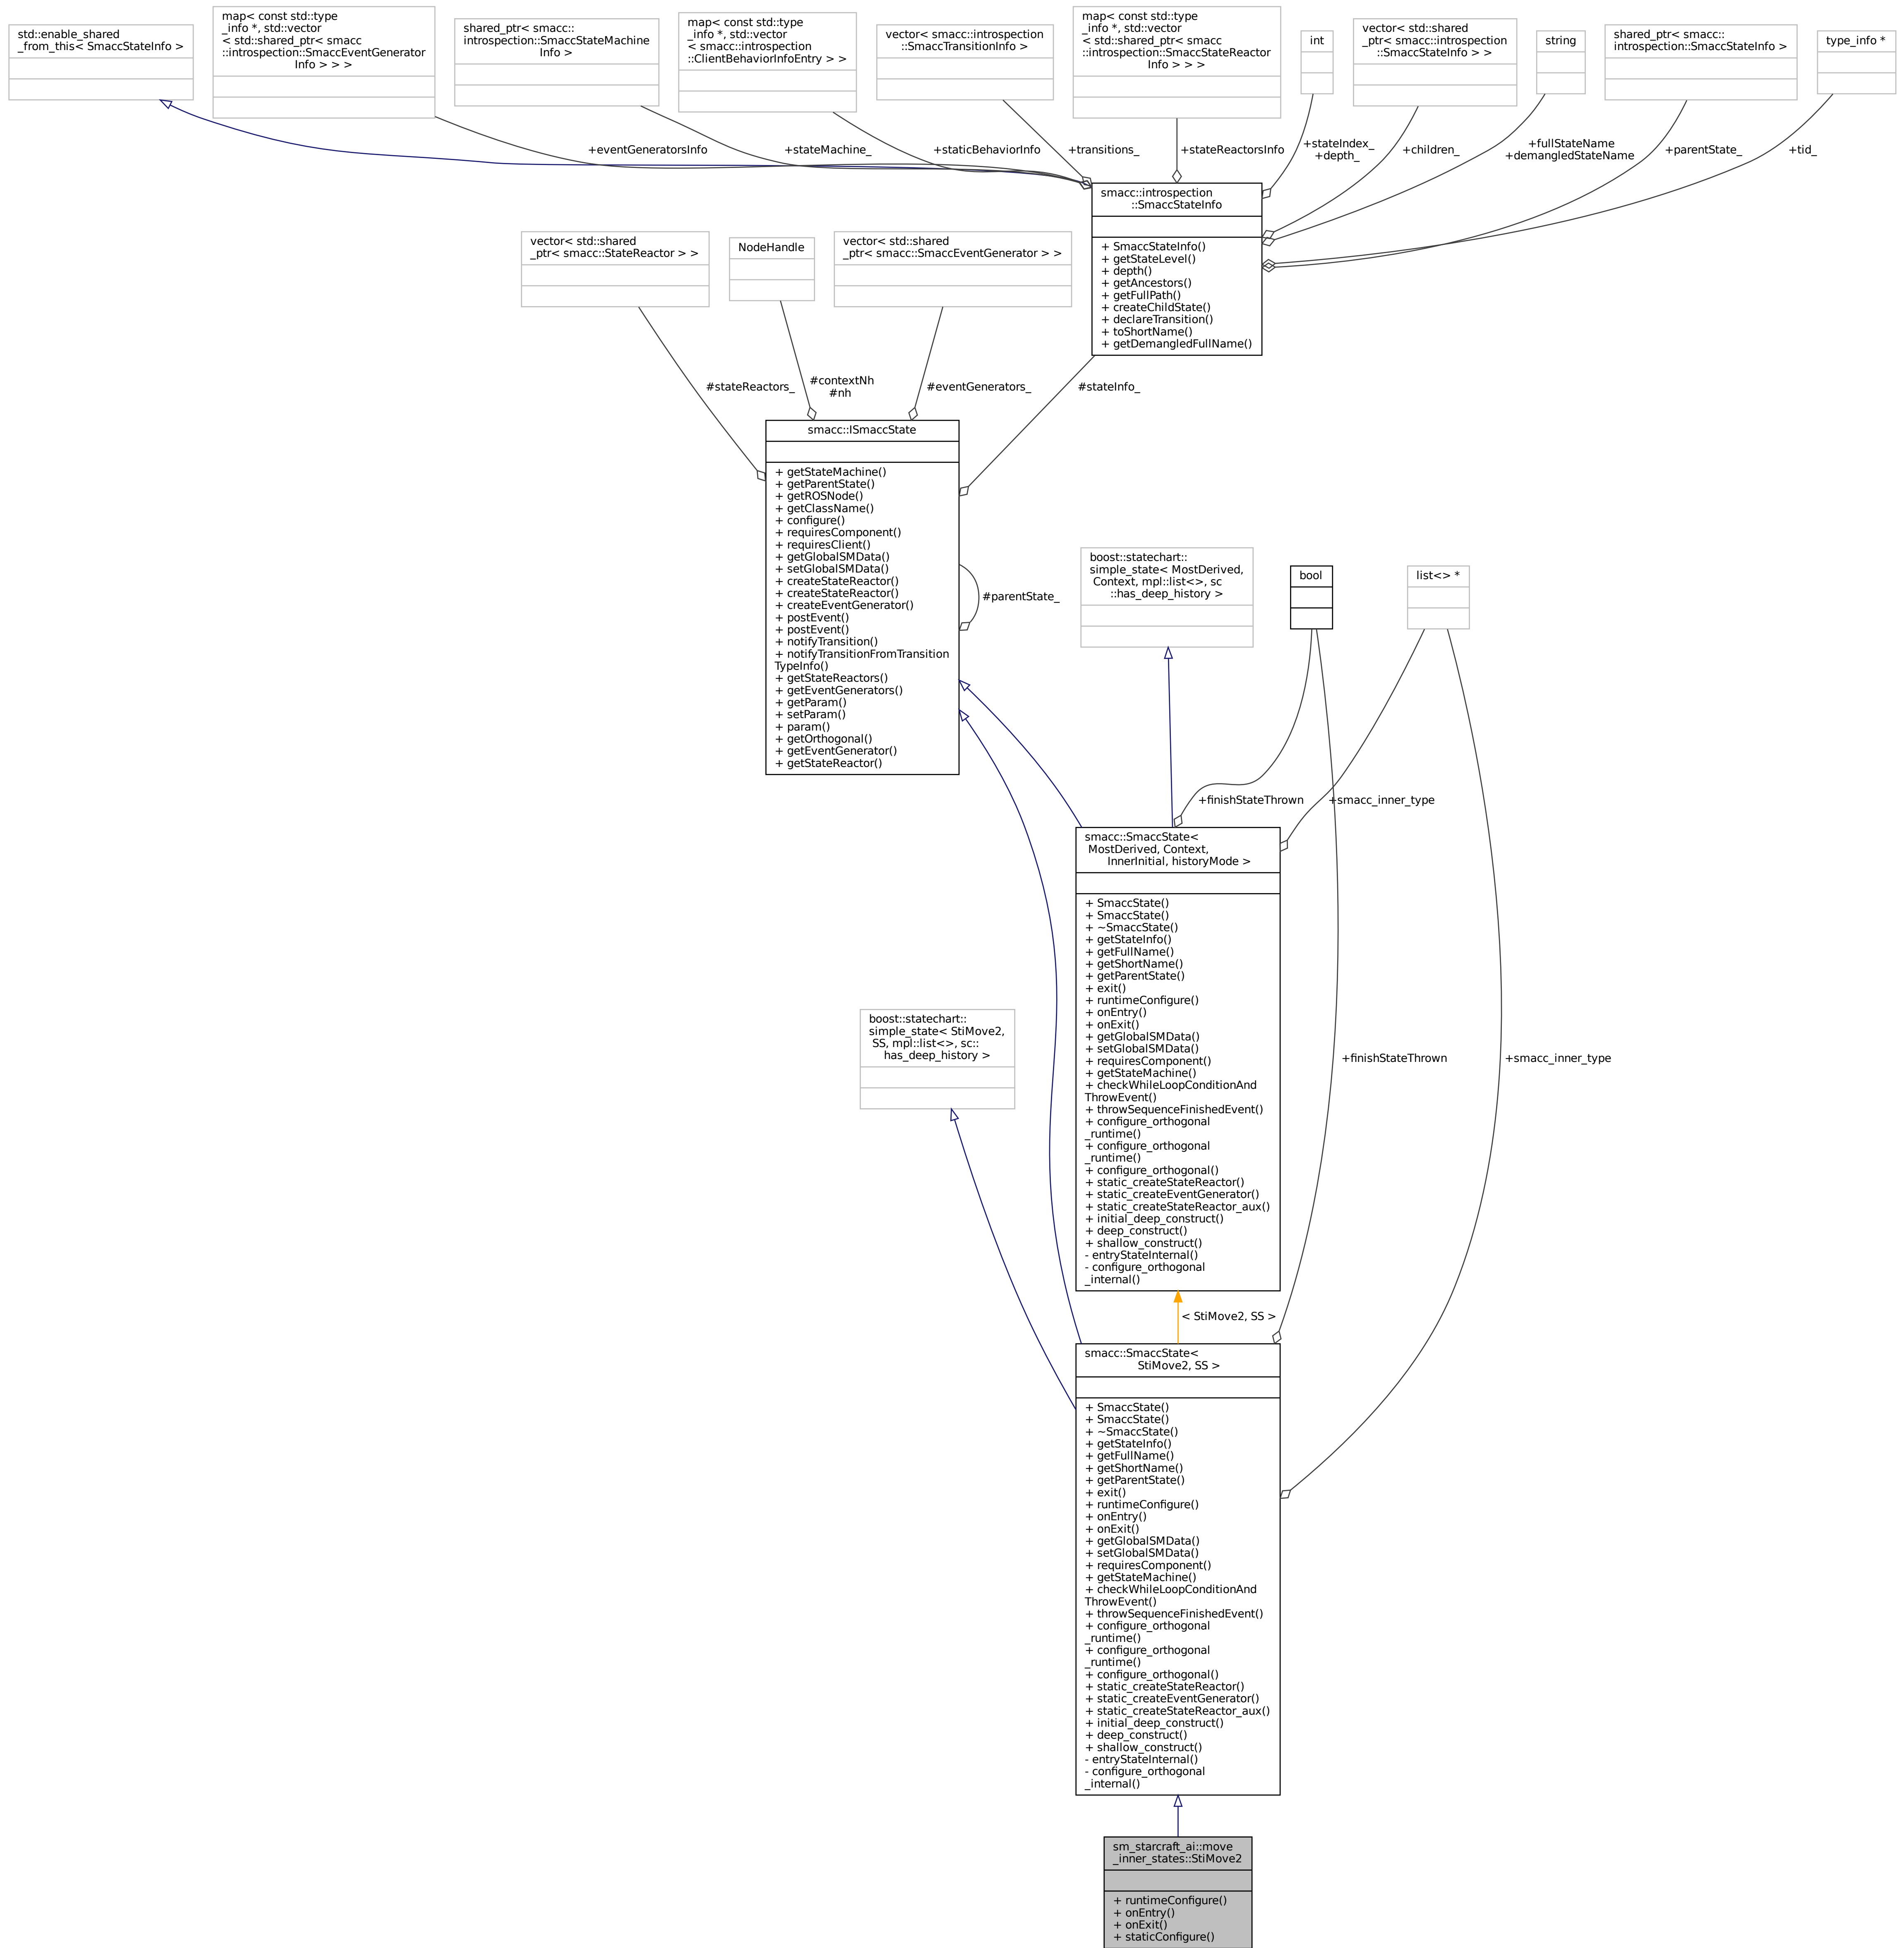 std::enable_shared
_from_this< SmaccStateInfo >
map< const std::type
_info *, std::vector
< std::shared_ptr< smacc
::introspection::SmaccEventGenerator
Info > > >
shared_ptr< smacc::
introspection::SmaccStateMachine
Info >
map< const std::type
_info *, std::vector
< smacc::introspection
::ClientBehaviorInfoEntry > >
vector< smacc::introspection
::SmaccTransitionInfo >
map< const std::type
_info *, std::vector
< std::shared_ptr< smacc
::introspection::SmaccStateReactor
Info > > >
int
vector< std::shared
_ptr< smacc::introspection
::SmaccStateInfo > >
string
shared_ptr< smacc::
introspection::SmaccStateInfo >
type_info *
+eventGeneratorsInfo
+stateMachine_
+staticBehaviorInfo
+transitions_
+stateReactorsInfo
+stateIndex_
+depth_
+children_
+fullStateName
+demangledStateName
+parentState_
+tid_
smacc::introspection
::SmaccStateInfo
+ SmaccStateInfo()
+ getStateLevel()
+ depth()
+ getAncestors()
+ getFullPath()
+ createChildState()
+ declareTransition()
+ toShortName()
+ getDemangledFullName()
vector< std::shared
_ptr< smacc::StateReactor > >
NodeHandle
vector< std::shared
_ptr< smacc::SmaccEventGenerator > >
#stateReactors_
#contextNh
#nh
#eventGenerators_
#stateInfo_
smacc::ISmaccState
+ getStateMachine()
+ getParentState()
+ getROSNode()
+ getClassName()
+ configure()
+ requiresComponent()
+ requiresClient()
+ getGlobalSMData()
+ setGlobalSMData()
+ createStateReactor()
+ createStateReactor()
+ createEventGenerator()
+ postEvent()
+ postEvent()
+ notifyTransition()
+ notifyTransitionFromTransition
TypeInfo()
+ getStateReactors()
+ getEventGenerators()
+ getParam()
+ setParam()
+ param()
+ getOrthogonal()
+ getEventGenerator()
+ getStateReactor()
#parentState_
boost::statechart::
simple_state< MostDerived,
Context, mpl::list<>, sc
::has_deep_history >
bool
list<> *
+finishStateThrown
+smacc_inner_type
smacc::SmaccState<
MostDerived, Context,
InnerInitial, historyMode >
+ SmaccState()
+ SmaccState()
+ ~SmaccState()
+ getStateInfo()
+ getFullName()
+ getShortName()
+ getParentState()
+ exit()
+ runtimeConfigure()
+ onEntry()
+ onExit()
+ getGlobalSMData()
+ setGlobalSMData()
+ requiresComponent()
+ getStateMachine()
+ checkWhileLoopConditionAnd
ThrowEvent()
+ throwSequenceFinishedEvent()
+ configure_orthogonal
_runtime()
+ configure_orthogonal
_runtime()
+ configure_orthogonal()
+ static_createStateReactor()
+ static_createEventGenerator()
+ static_createStateReactor_aux()
+ initial_deep_construct()
+ deep_construct()
+ shallow_construct()
- entryStateInternal()
- configure_orthogonal
_internal()
boost::statechart::
simple_state< StiMove2,
SS, mpl::list<>, sc::
has_deep_history >
+finishStateThrown
+smacc_inner_type
< StiMove2, SS >
smacc::SmaccState<
StiMove2, SS >
+ SmaccState()
+ SmaccState()
+ ~SmaccState()
+ getStateInfo()
+ getFullName()
+ getShortName()
+ getParentState()
+ exit()
+ runtimeConfigure()
+ onEntry()
+ onExit()
+ getGlobalSMData()
+ setGlobalSMData()
+ requiresComponent()
+ getStateMachine()
+ checkWhileLoopConditionAnd
ThrowEvent()
+ throwSequenceFinishedEvent()
+ configure_orthogonal
_runtime()
+ configure_orthogonal
_runtime()
+ configure_orthogonal()
+ static_createStateReactor()
+ static_createEventGenerator()
+ static_createStateReactor_aux()
+ initial_deep_construct()
+ deep_construct()
+ shallow_construct()
- entryStateInternal()
- configure_orthogonal
_internal()
sm_starcraft_ai::move
_inner_states::StiMove2
+ runtimeConfigure()
+ onEntry()
+ onExit()
+ staticConfigure()